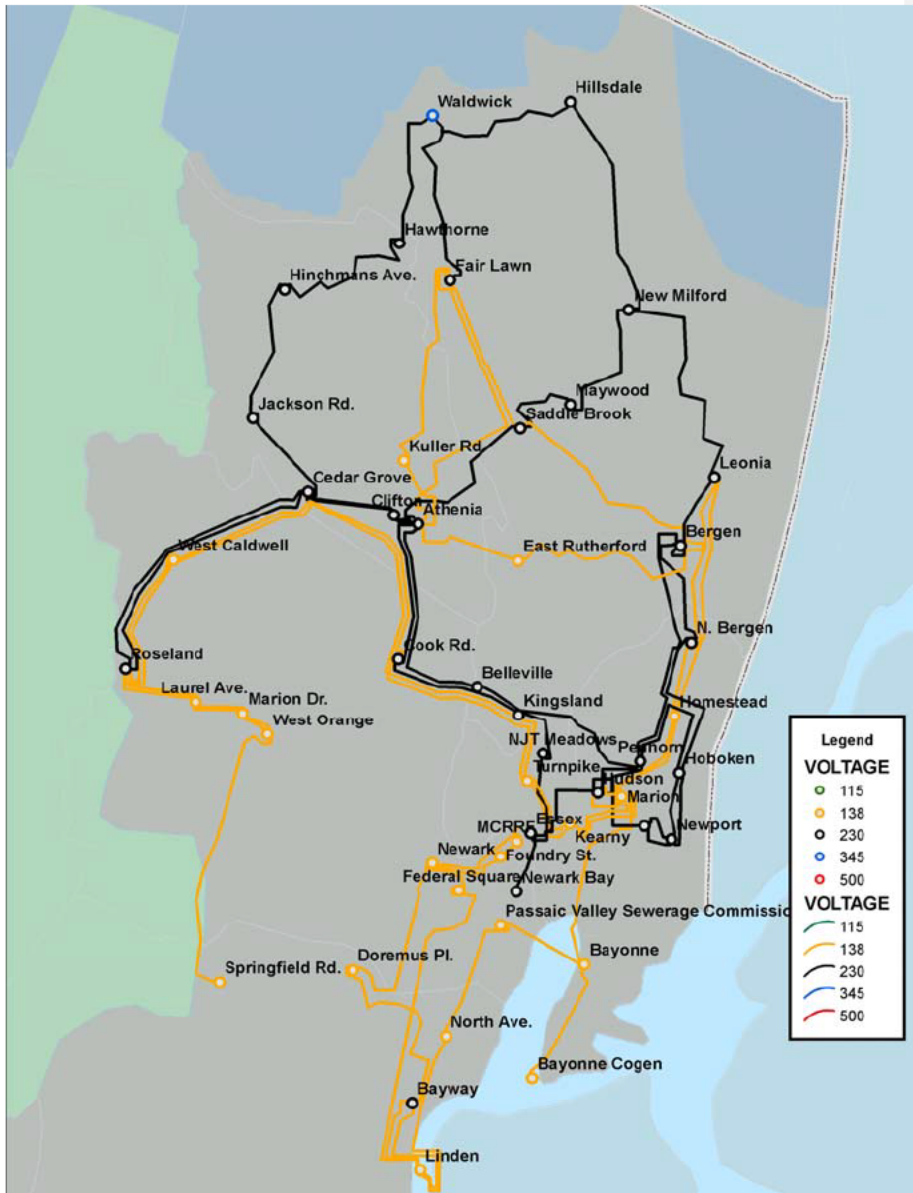 Hillsdale
Waldwick
Hawthorne
Fair Lawn
Hinchmans Ave.
New Milford
Maywood
Jackson Rd.
Saddle Brook
Kuller Rd.
Leonia
Cedar Grove
Clifton
Athenia
Bergen
West Caldwell
East Rutherford
N. Bergen
Roseland
Cook Rd.
Belleville
Laurel Ave.
Marion Dr.
Kingsland
Homestead
West Orange
NJT Meadows
Penhorn
Hoboken
Turnpike
Hudson
Marion
MCRRF
Essex
Kearny
Newport
Newark
Foundry St.
Federal Square
Newark Bay
Passaic Valley Sewerage Commissio
Springfield Rd.
Doremus Pl.
Bayonne
North Ave.
Bayonne Cogen
Bayway
Linden
Legend
VOLTAGE
115
138
230
345
500
VOLTAGE
115
138
230
345
500